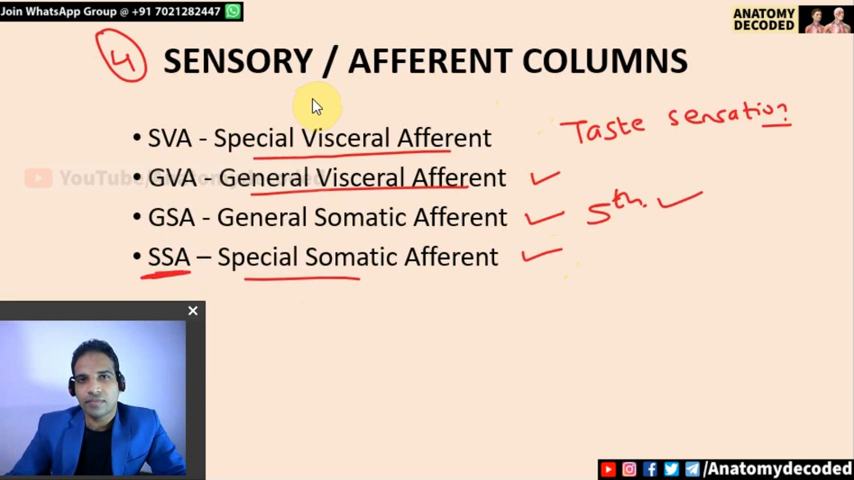 Join WhatsApp Group @ +91 7021282447
ANATOMY
DECODED
4
SENSORY / AFFERENT COLUMNS
• SVA - Special Visceral Afferent
Taste sensation
• GVA - General Visceral Afferent
YouTube/
• GSA - General Somatic Afferent
5th.
• SSA – Special Somatic Afferent
/Anatomydecoded